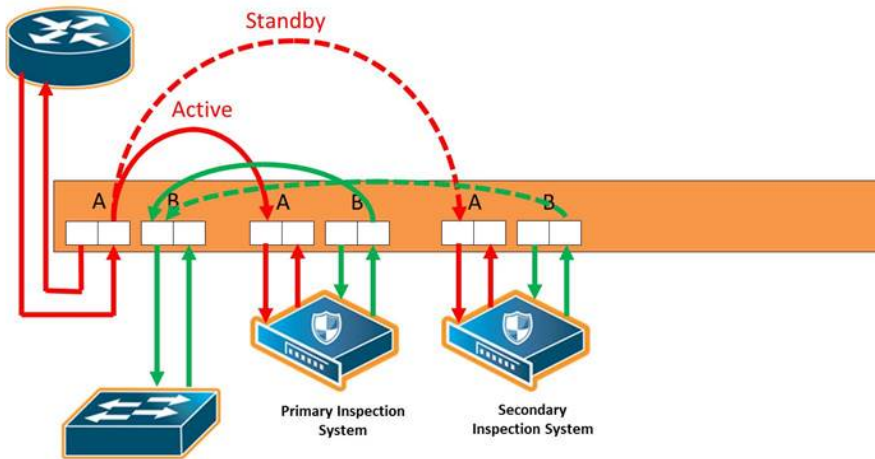 Standby
Active
A B A B A B
Primary Inspection
System
Secondary
Inspection System